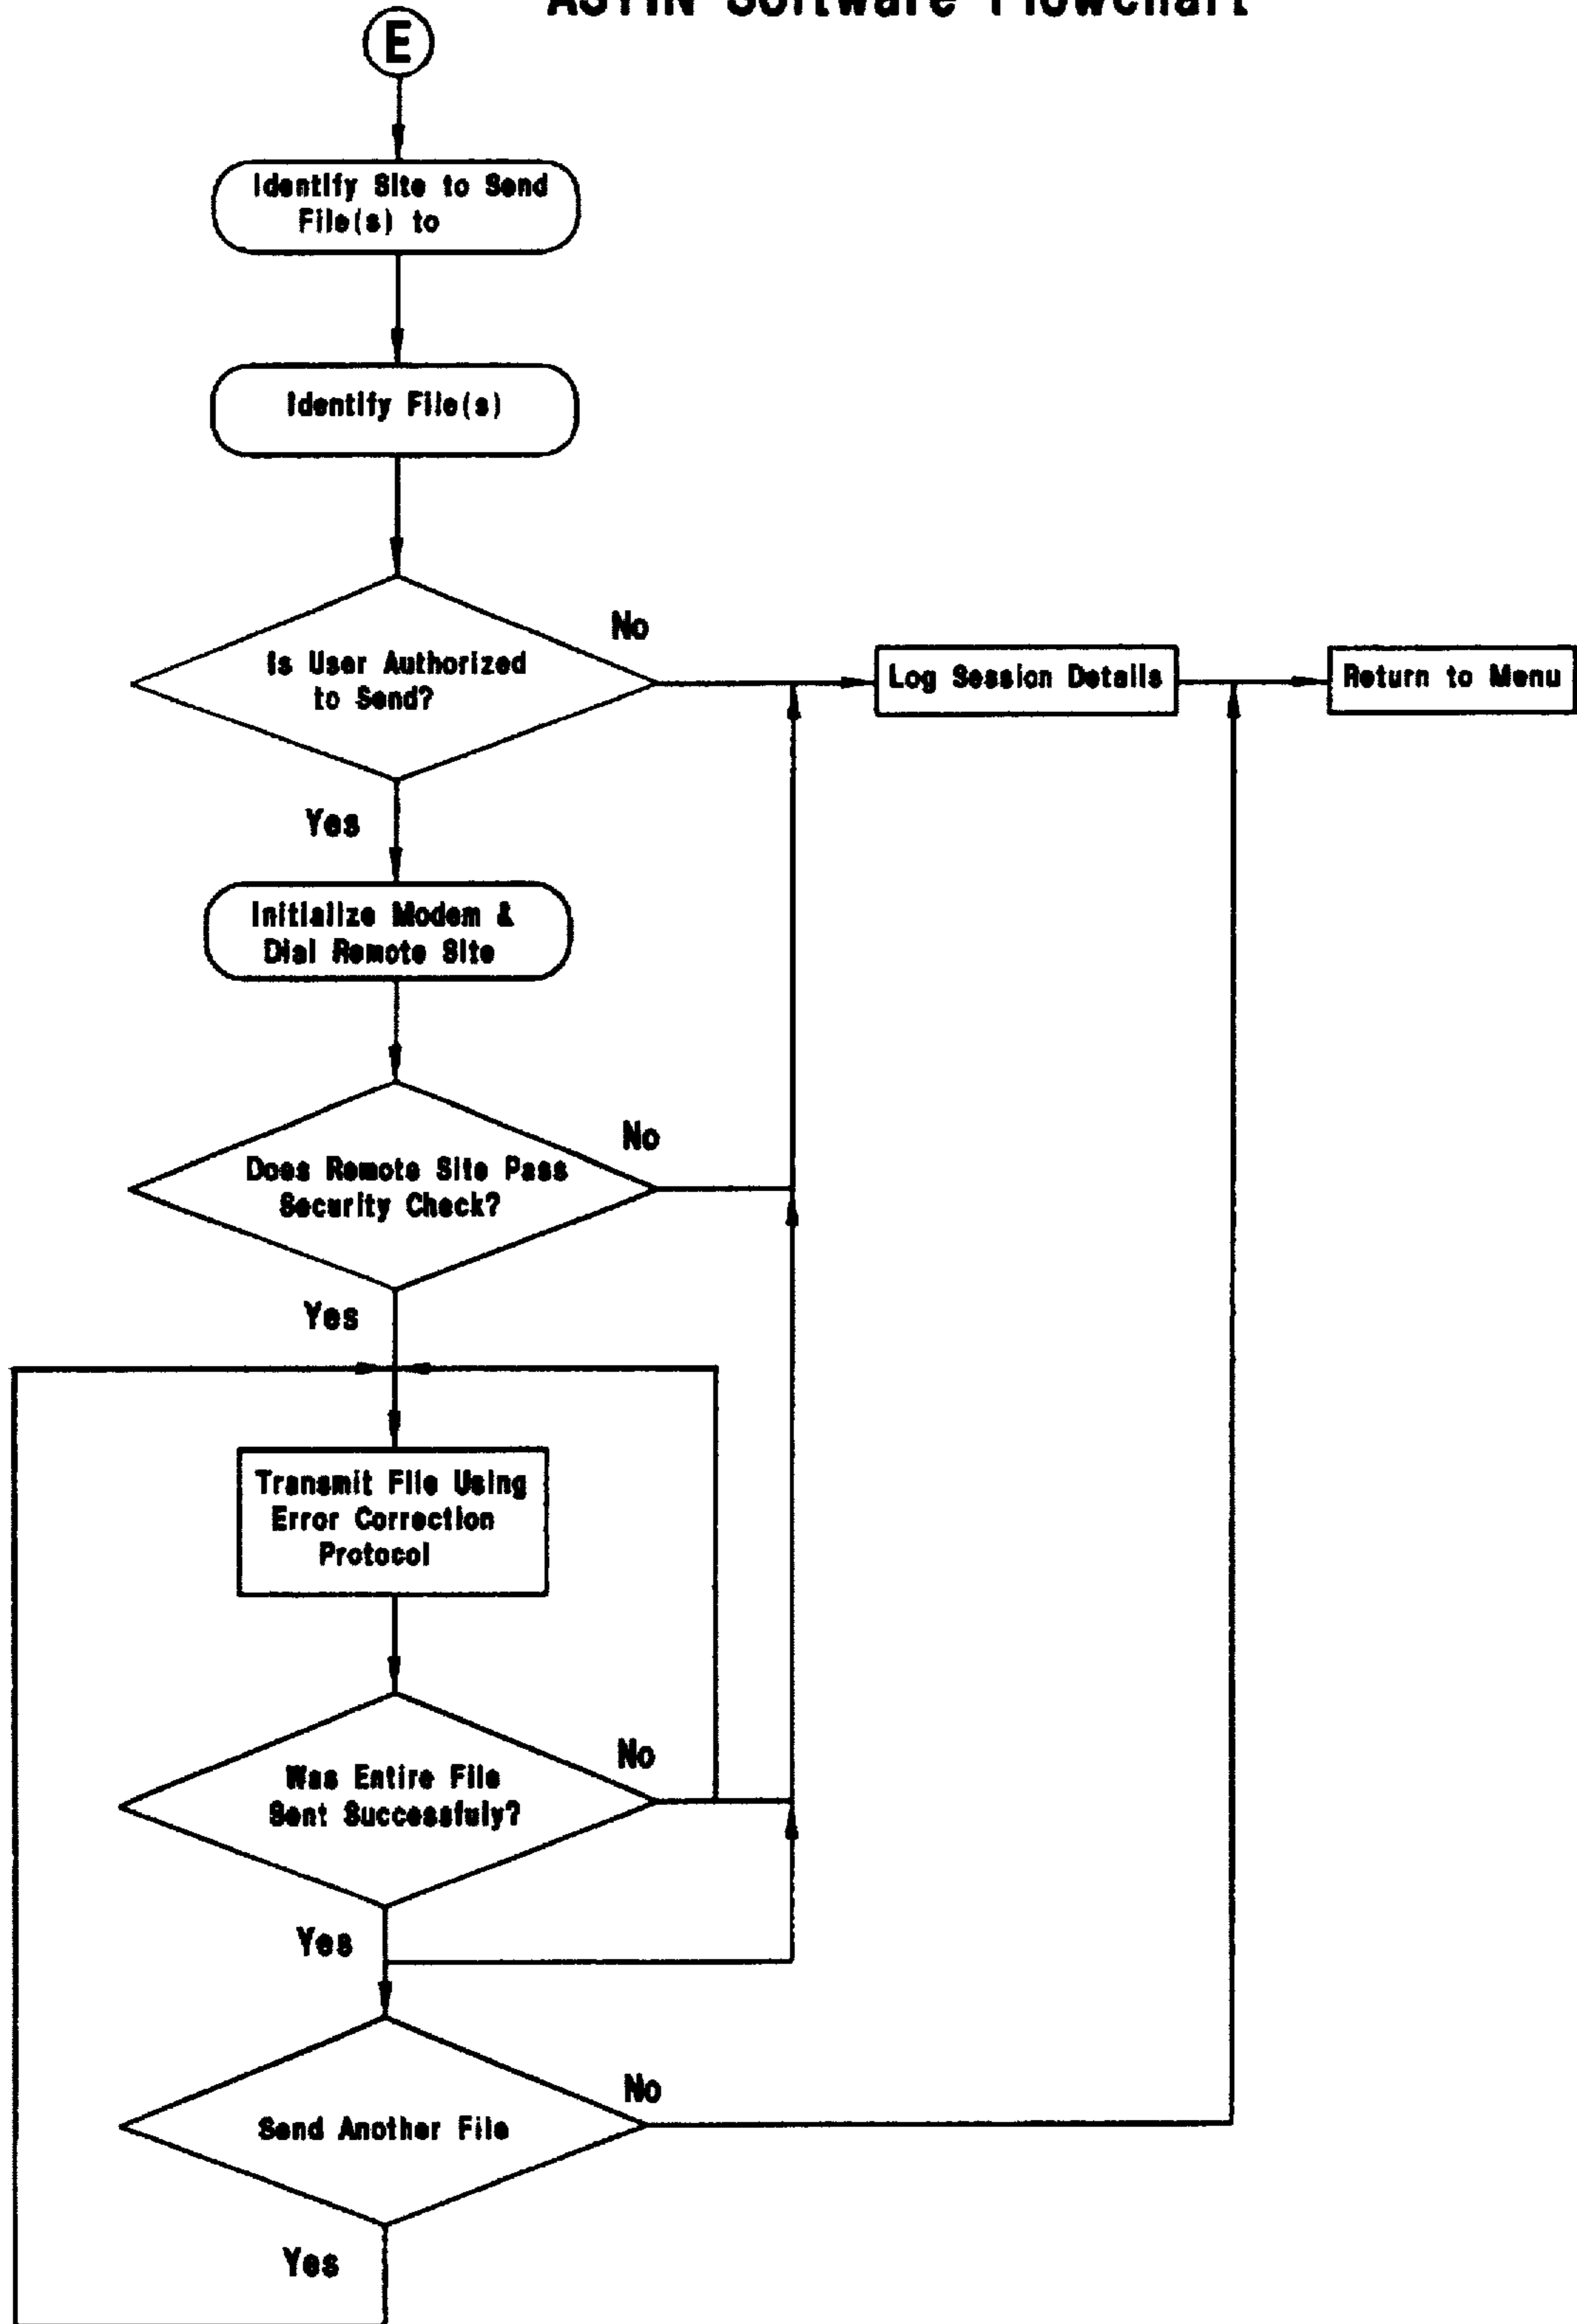 Software Flowchart
E
Identify Site to Send
File(s) to
Identify File(s)
Is User Authorized
to Send?
No
Log Session Details
Return to Menu
Yes
Initialize Modem &
Dial Remote Site
Does Remote Site Pass
Security Check?
No
Yes
Transmit File Using
Error Correction
Protocol
Was Entire File
Sent Successfuly?
No
Yes
Send Another File
No
Yes